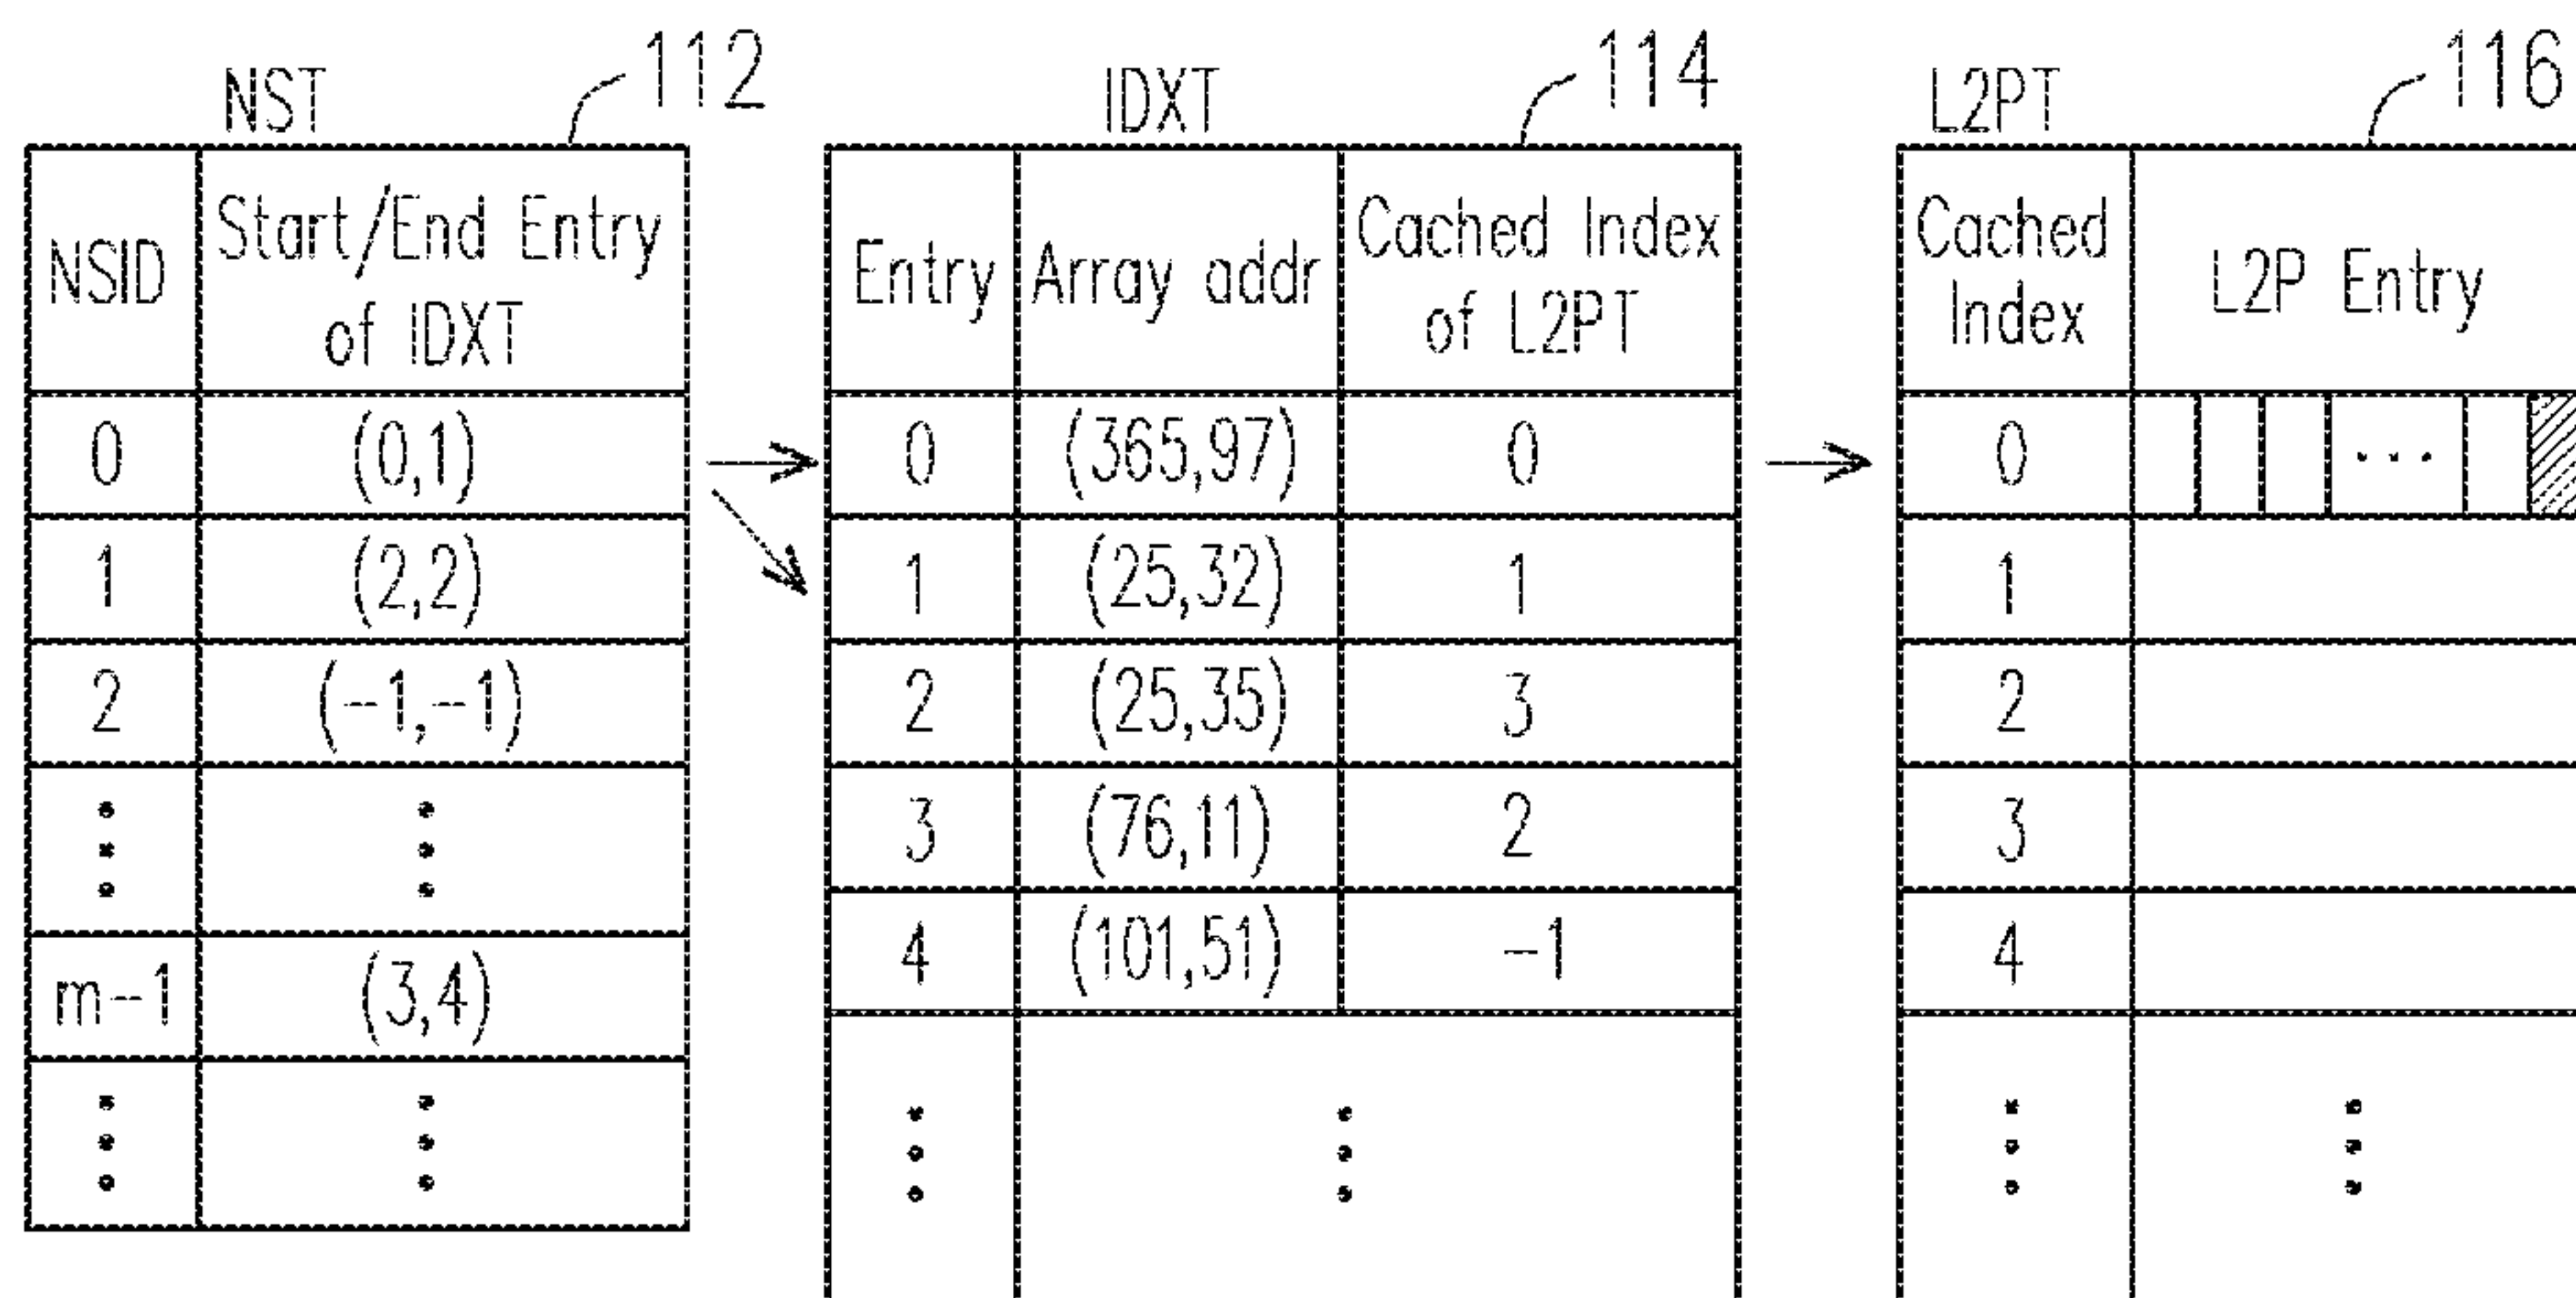 NST 112
NSID Start/End Entry of IDXT
0 (0,1)
1 (2,2)
2 (-1,-1)
m-1 (3,4)
IDXT 114
Entry Array addr Cached Index of L2PT
0 (365,97) 0
1 (25,32) 1
2 (25,35) 3
3 (76,11) 2
4 (101,51) -1
L2PT 116
Cached Index L2P Entry
0 ...
1
2
3
4